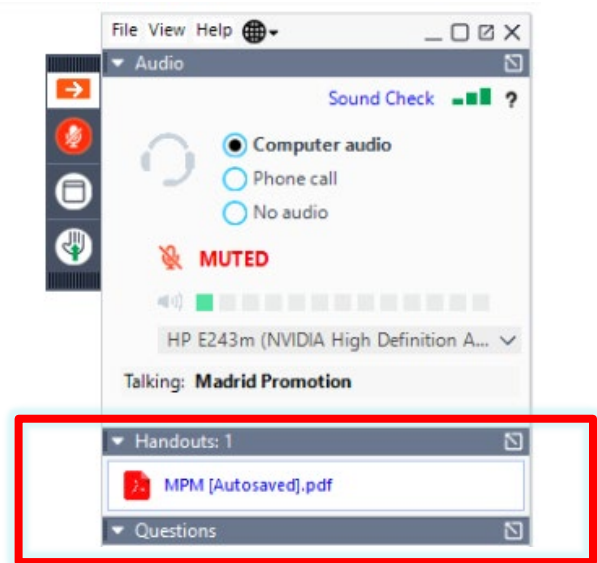 File View Help
Audio
Sound Check ?
Computer audio
Phone call
No audio
MUTED
HP E243m (NVIDIA High Definition A...
Talking: Madrid Promotion
Handouts: 1
MPM [Autosaved].pdf
Questions